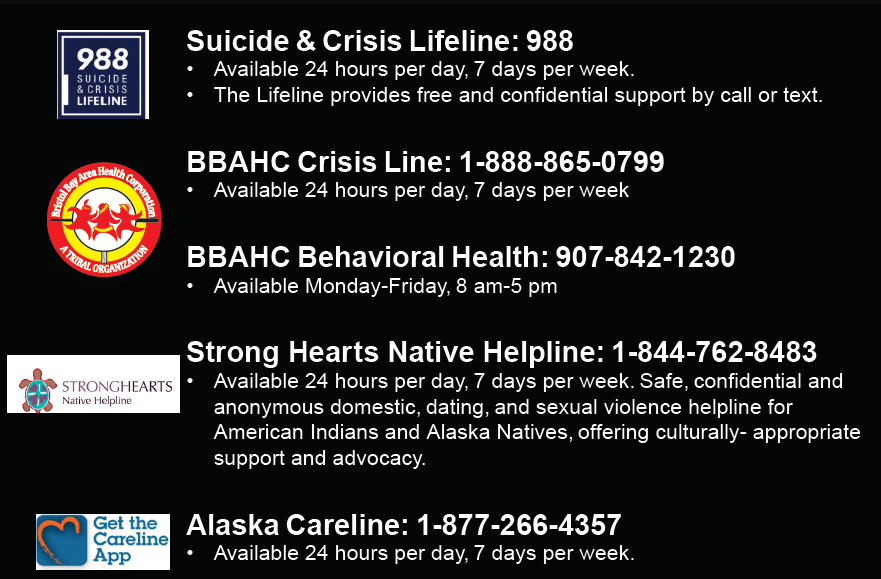 988
SUICIDE
& CRISIS
LIFELINE
Suicide & Crisis Lifeline: 988
• Available 24 hours per day, 7 days per week.
• The Lifeline provides free and confidential support by call or text.
Bristol Bay Area Health Corporation
A TRIBAL ORGANIZATION
BBAHC Crisis Line: 1-888-865-0799
• Available 24 hours per day, 7 days per week
BBAHC Behavioral Health: 907-842-1230
• Available Monday-Friday, 8 am-5 pm
STRONGHEARTS
Native Helpline
Strong Hearts Native Helpline: 1-844-762-8483
• Available 24 hours per day, 7 days per week. Safe, confidential and
anonymous domestic, dating, and sexual violence helpline for
American Indians and Alaska Natives, offering culturally- appropriate
support and advocacy.
Get the
Careline
App
Alaska Careline: 1-877-266-4357
• Available 24 hours per day, 7 days per week.